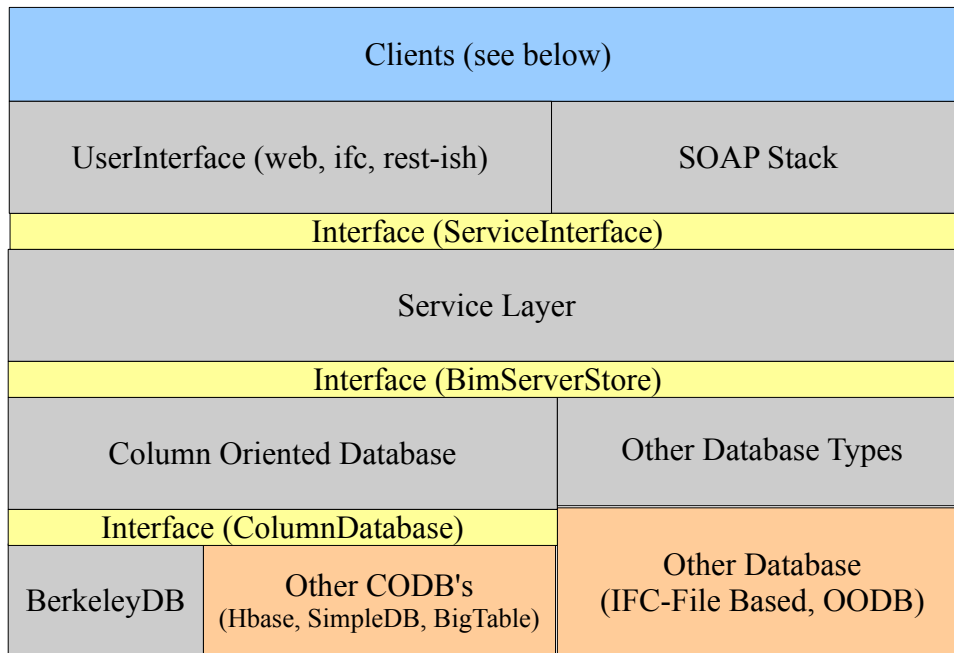 Clients (see below)
UserInterface (web, ifc, rest-ish)
SOAP Stack
Interface (ServiceInterface)
Service Layer
Interface (BimServerStore)
Column Oriented Database
Other Database Types
Interface (ColumnDatabase)
BerkeleyDB
Other CODB's
(Hbase, SimpleDB, BigTable)
Other Database
(IFC-File Based, OODB)